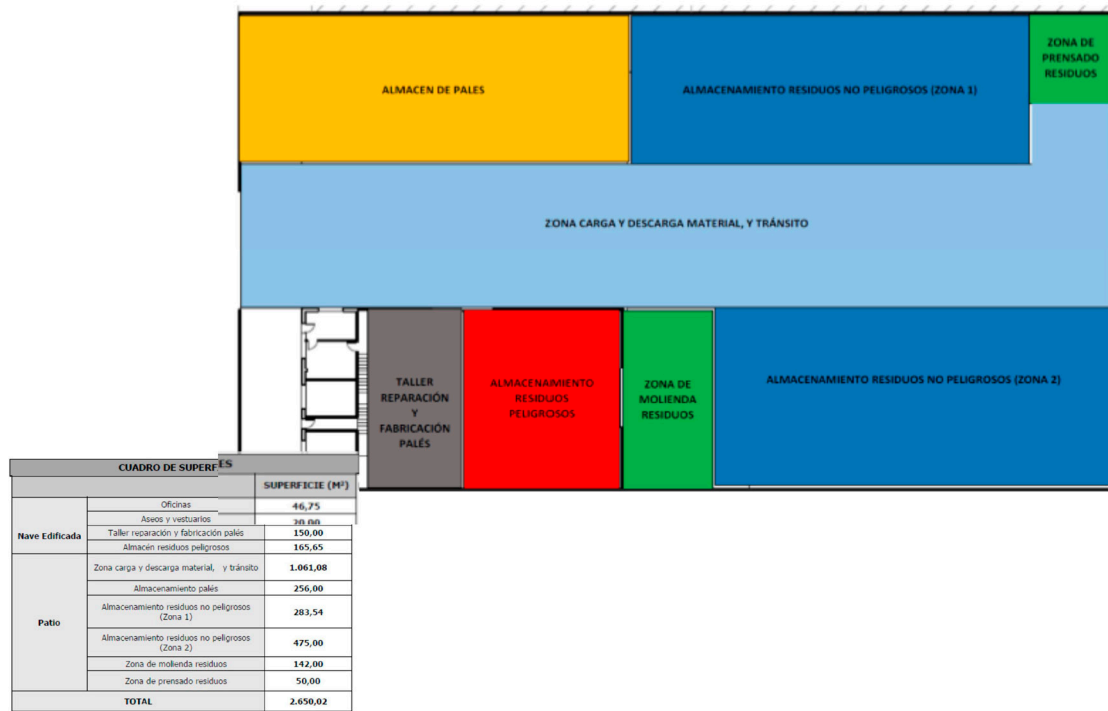 ZONA DE
PRENSADO
RESIDUOS
ALMACEN DE PALES
ALMACENAMIENTO RESIDUOS NO PELIGROSOS (ZONA 1)
ZONA CARGA Y DESCARGA MATERIAL, Y TRÁNSITO
TALLER
REPARACIÓN
Y
FABRICACIÓN
PALÉS
ALMACENAMIENTO
RESIDUOS
PELIGROSOS
ZONA DE
MOLIENDA
RESIDUOS
ALMACENAMIENTO RESIDUOS NO PELIGROSOS (ZONA 2)
CUADRO DE SUPERFIES
SUPERFICIE (M²)
Nave Edificada
Oficinas 46,75
Aseos y vestuarios 20,00
Taller reparación y fabricación palés 150,00
Almacén residuos peligrosos 165,65
Patio
Zona carga y descarga material, y tránsito 1.061,08
Almacenamiento palés 256,00
Almacenamiento residuos no peligrosos
(Zona 1) 283,54
Almacenamiento residuos no peligrosos
(Zona 2) 475,00
Zona de molienda residuos 142,00
Zona de prensado residuos 50,00
TOTAL 2.650,02